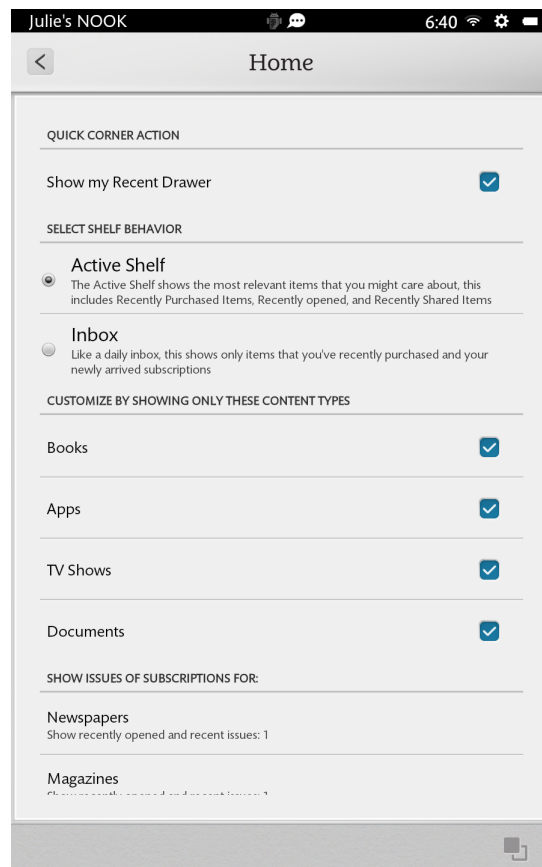 Julie's NOOK
6:40
Home
QUICK CORNER ACTION
Show my Recent Drawer
SELECT SHELF BEHAVIOR
Active Shelf
The Active Shelf shows the most relevant items that you might care about, this
includes Recently Purchased Items, Recently opened, and Recently Shared Items
Inbox
Like a daily inbox, this shows only items that you've recently purchased and your
newly arrived subscriptions
CUSTOMIZE BY SHOWING ONLY THESE CONTENT TYPES
Books
Apps
TV Shows
Documents
SHOW ISSUES OF SUBSCRIPTIONS FOR:
Newspapers
Show recently opened and recent issues: 1
Magazines